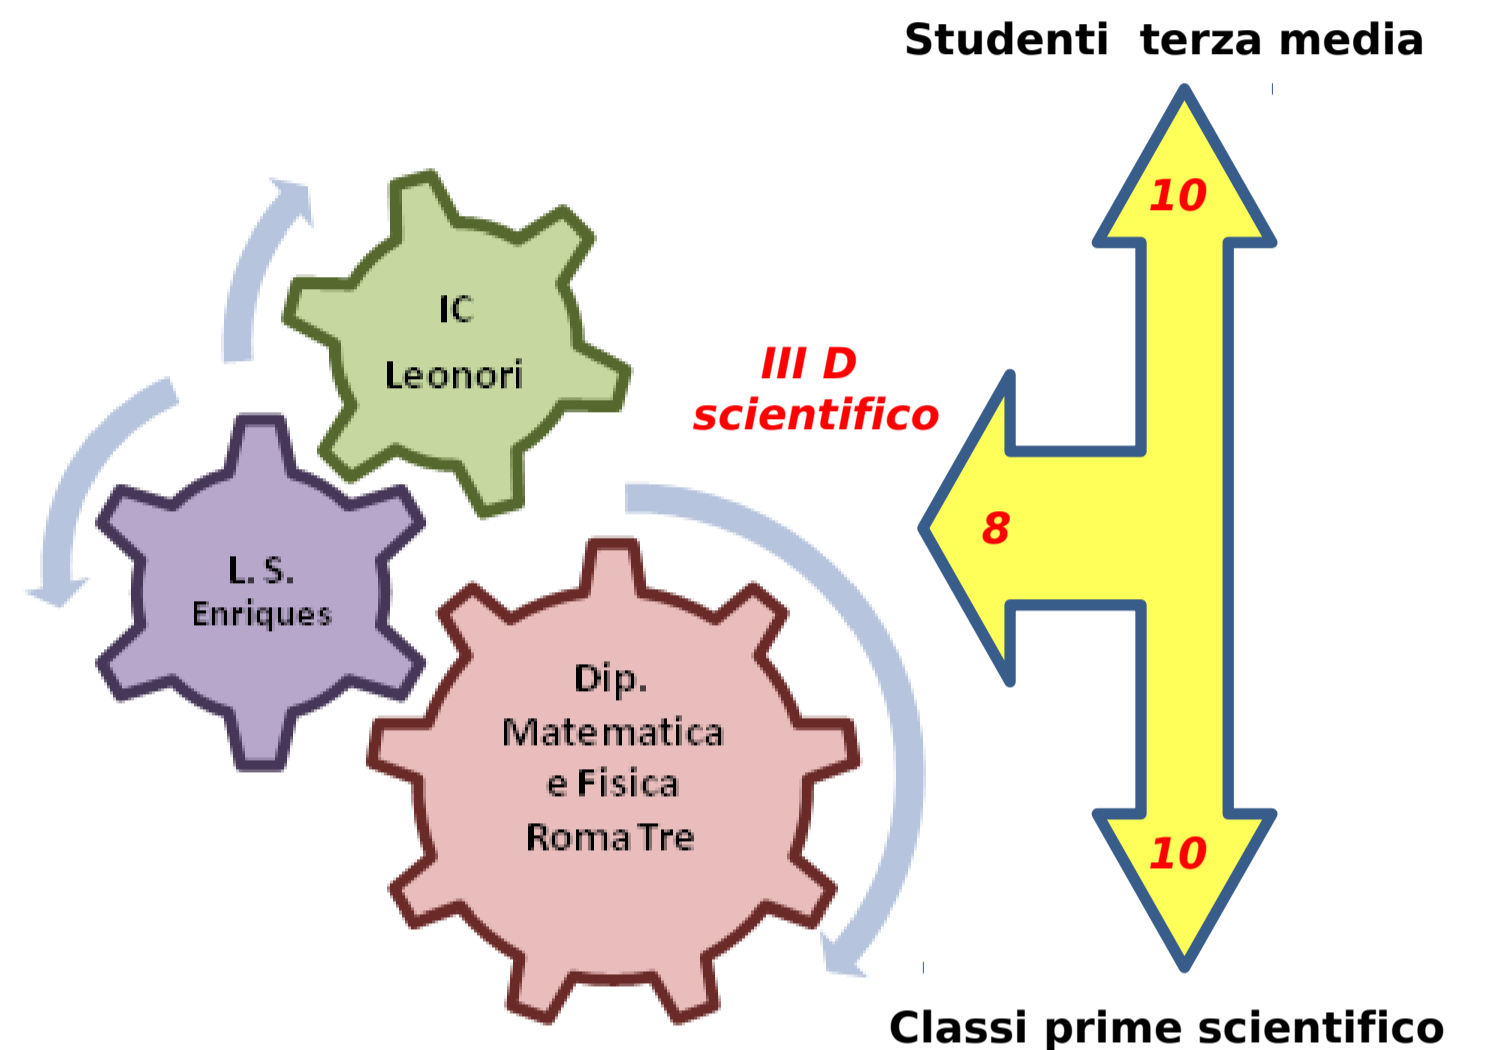 Studenti terza media
10
IC
Leonori
III D
scientifico
8
L. S.
Enriques
Dip.
Matematica
e Fisica
Roma Tre
10
Classi prime scientifico